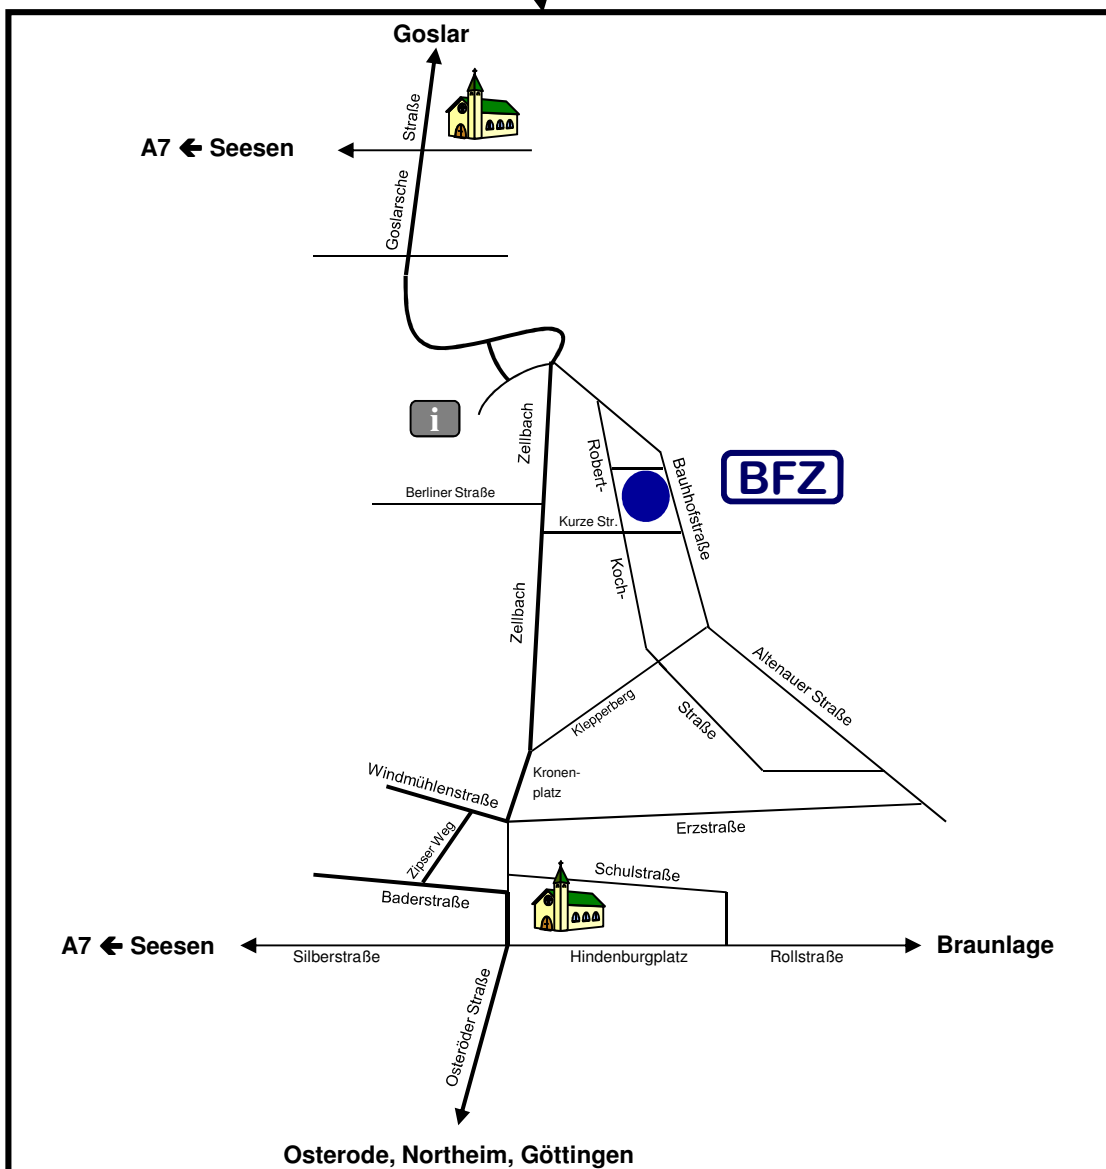 Goslar
Straße
A7 🡸 Seesen
Goslarsche
i
Zellbach
Robert-
Bauhhofstraße
BFZ
Berliner Straße
Kurze Str.
Koch-
Zellbach
Altenauer Straße
Klepperberg
Straße
Windmühlenstraße
Kronen-
platz
Erzstraße
Zipser Weg
Schulstraße
Baderstraße
A7 🡸 Seesen
Braunlage
Silberstraße
Hindenburgplatz
Rollstraße
Osteröder Straße
Osterode, Northeim, Göttingen